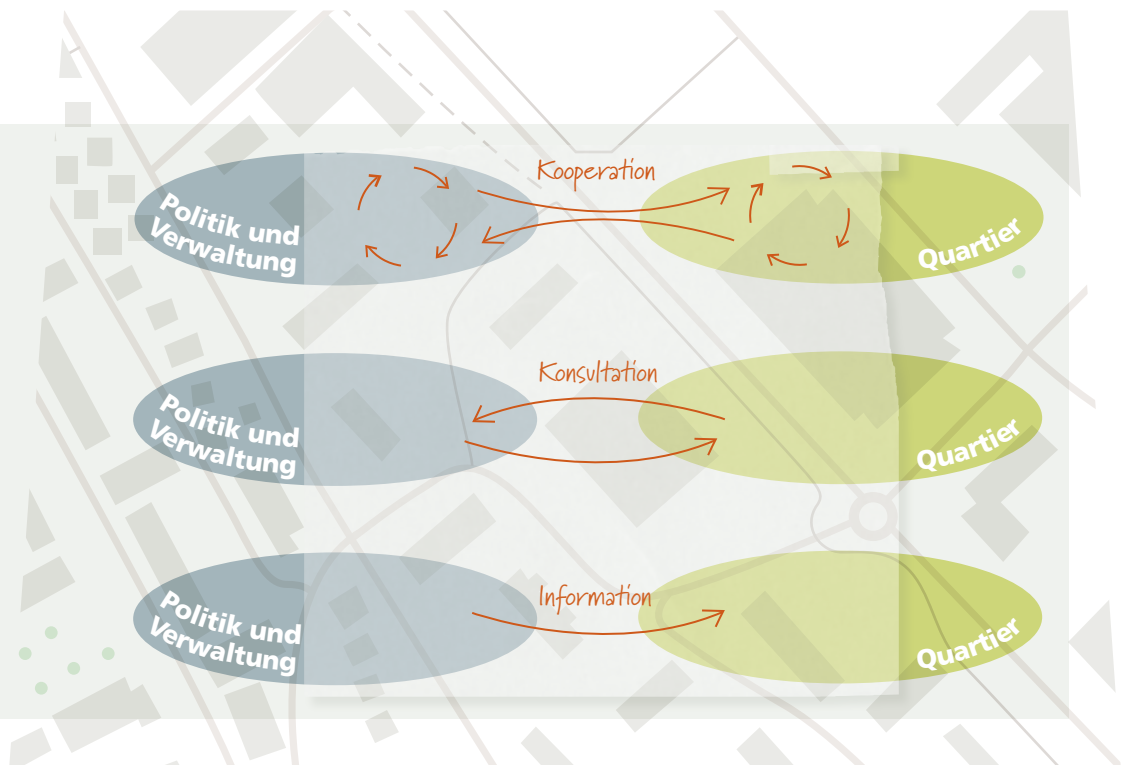 Kooperation
Politik und
Verwaltung
Quartier
Konsultation
Politik und
Verwaltung
Quartier
Information
Politik und
Verwaltung
Quartier